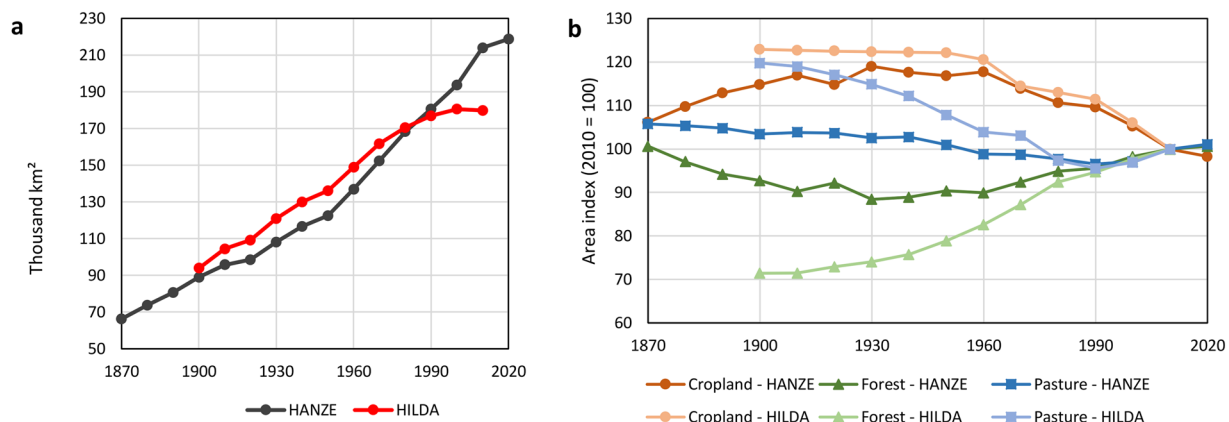 a
Thousand km²
230
210
190
170
150
130
110
90
70
50
1870 1900 1930 1960 1990 2020
HANZE HILDA
b
Area index (2010 = 100)
130
120
110
100
90
80
70
60
1870 1900 1930 1960 1990 2020
Cropland - HANZE Forest - HANZE Pasture - HANZE
Cropland - HILDA Forest - HILDA Pasture - HILDA